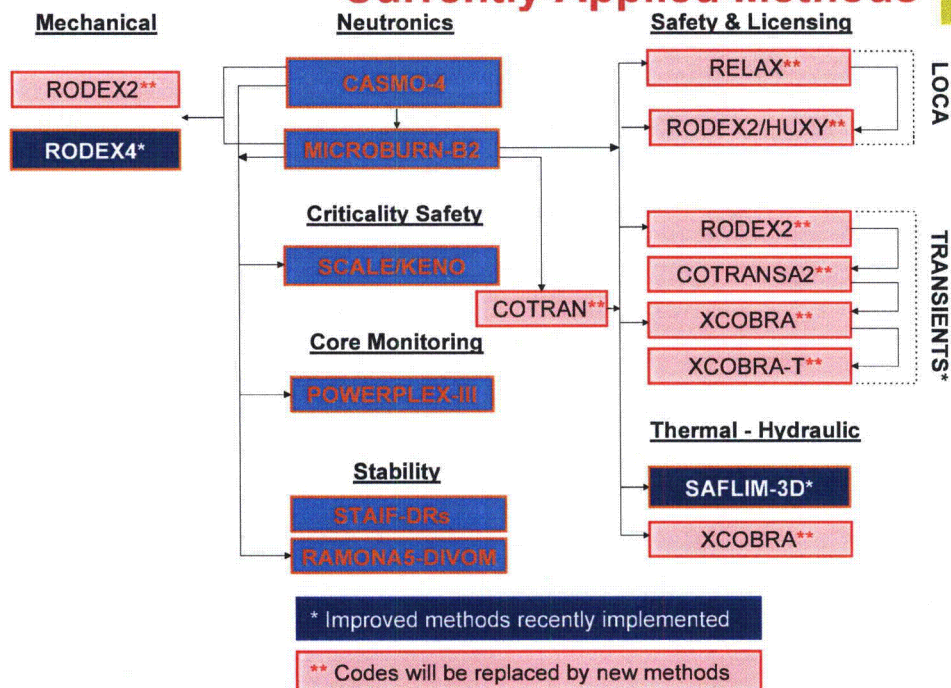 Currently Applied Methods
Mechanical
RODEX2**
RODEX4*
Neutronics
CASMO-4
MICROBURN-B2
Criticality Safety
SCALE/KENO
Core Monitoring
POWERPLEX-III
Stability
STAIF-DRs
RAMONA5-DIVOM
COTRAN**
Safety & Licensing
RELAX**
RODEX2/HUXY**
LOCA
RODEX2**
COTRANSA2**
XCOBRA**
XCOBRA-T**
TRANSIENTS*
Thermal - Hydraulic
SAFLIM-3D*
XCOBRA**
* Improved methods recently implemented
** Codes will be replaced by new methods